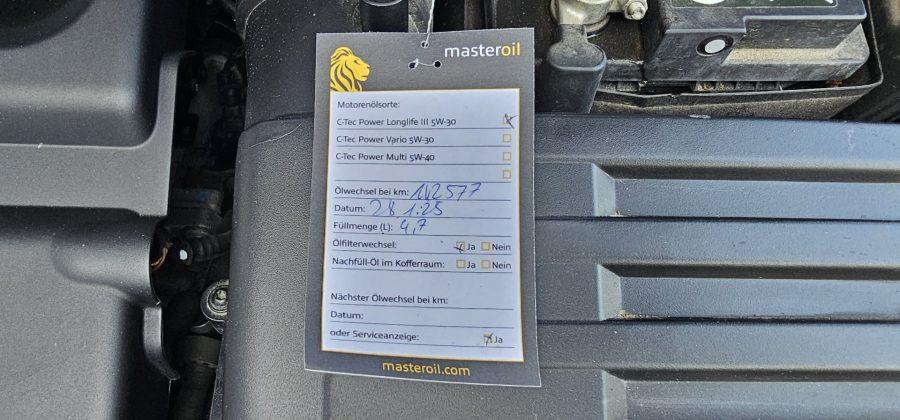 masteroil
Motorenölsorte:
C-Tec Power Longlife III 5W-30
C-Tec Power Vario 5W-30
C-Tec Power Multi 5W-40
Ölwechsel bei km: 142577
Datum: 28 1.25
Füllmenge (L): 4,7
Ölfilterwechsel: Ja Nein
Nachfüll-Öl im Kofferraum: Ja Nein
Nächster Ölwechsel bei km:
Datum:
oder Serviceanzeige: Ja
masteroil.com